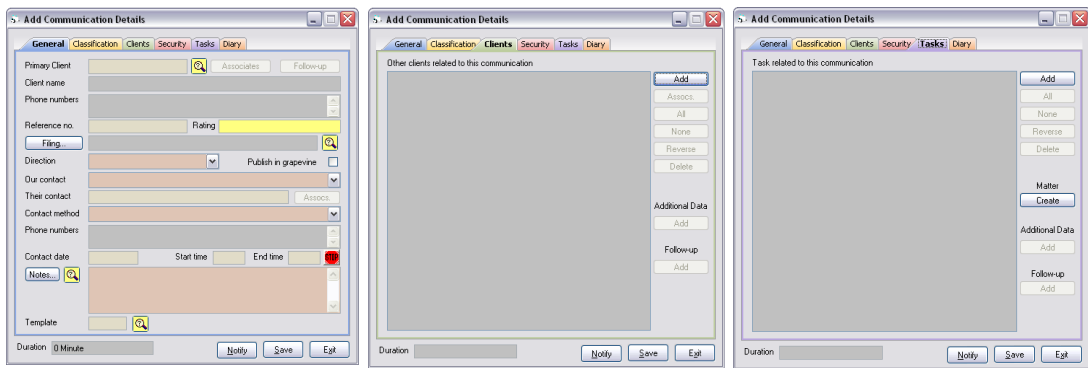 Add Communication Details
General Classification Clients Security Tasks Diary
Primary Client Associates Follow-up
Client name
Phone numbers
Reference no. Rating
Filing...
Direction Publish in grapevine
Our contact
Their contact Assocs.
Contact method
Phone numbers
Contact date Start time End time STOP
Notes...
Template
Duration 0 Minute Notify Save Exit
Add Communication Details
General Classification Clients Security Tasks Diary
Other clients related to this communication
Add
Assocs.
All
None
Reverse
Delete
Additional Data
Add
Follow-up
Add
Duration Notify Save Exit
Add Communication Details
General Classification Clients Security Tasks Diary
Task related to this communication
Add
All
None
Reverse
Delete
Matter
Create
Additional Data
Add
Follow-up
Add
Duration Notify Save Exit